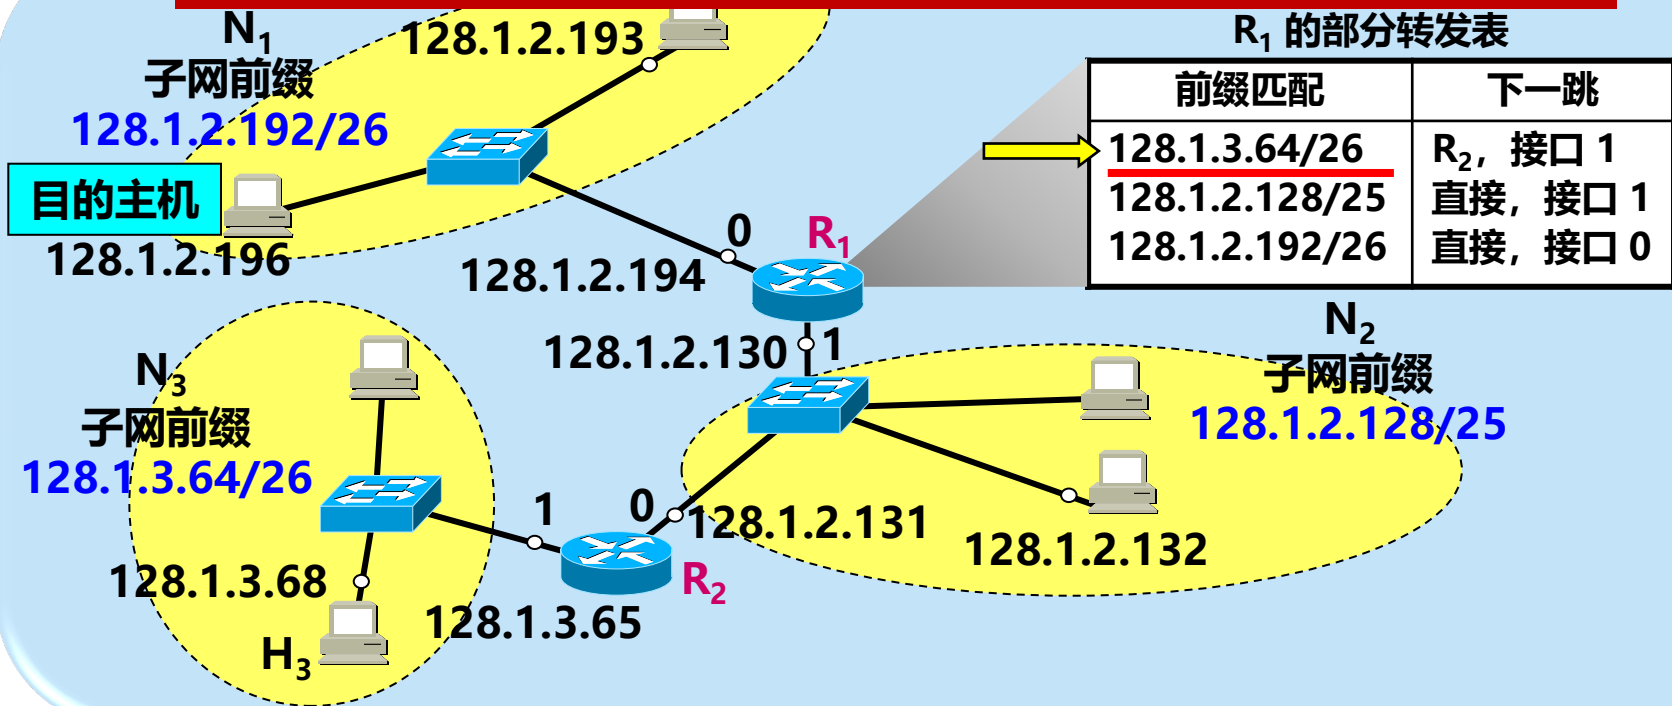 N1
子网前缀
128.1.2.192/26
128.1.2.193
目的主机
128.1.2.196
0
R1
128.1.2.194
128.1.2.130
1
R1 的部分转发表
前缀匹配 下一跳
128.1.3.64/26 R2，接口 1
128.1.2.128/25 直接，接口 1
128.1.2.192/26 直接，接口 0
N2
子网前缀
128.1.2.128/25
N3
子网前缀
128.1.3.64/26
1
0
128.1.2.131
128.1.2.132
128.1.3.68
R2
128.1.3.65
H3